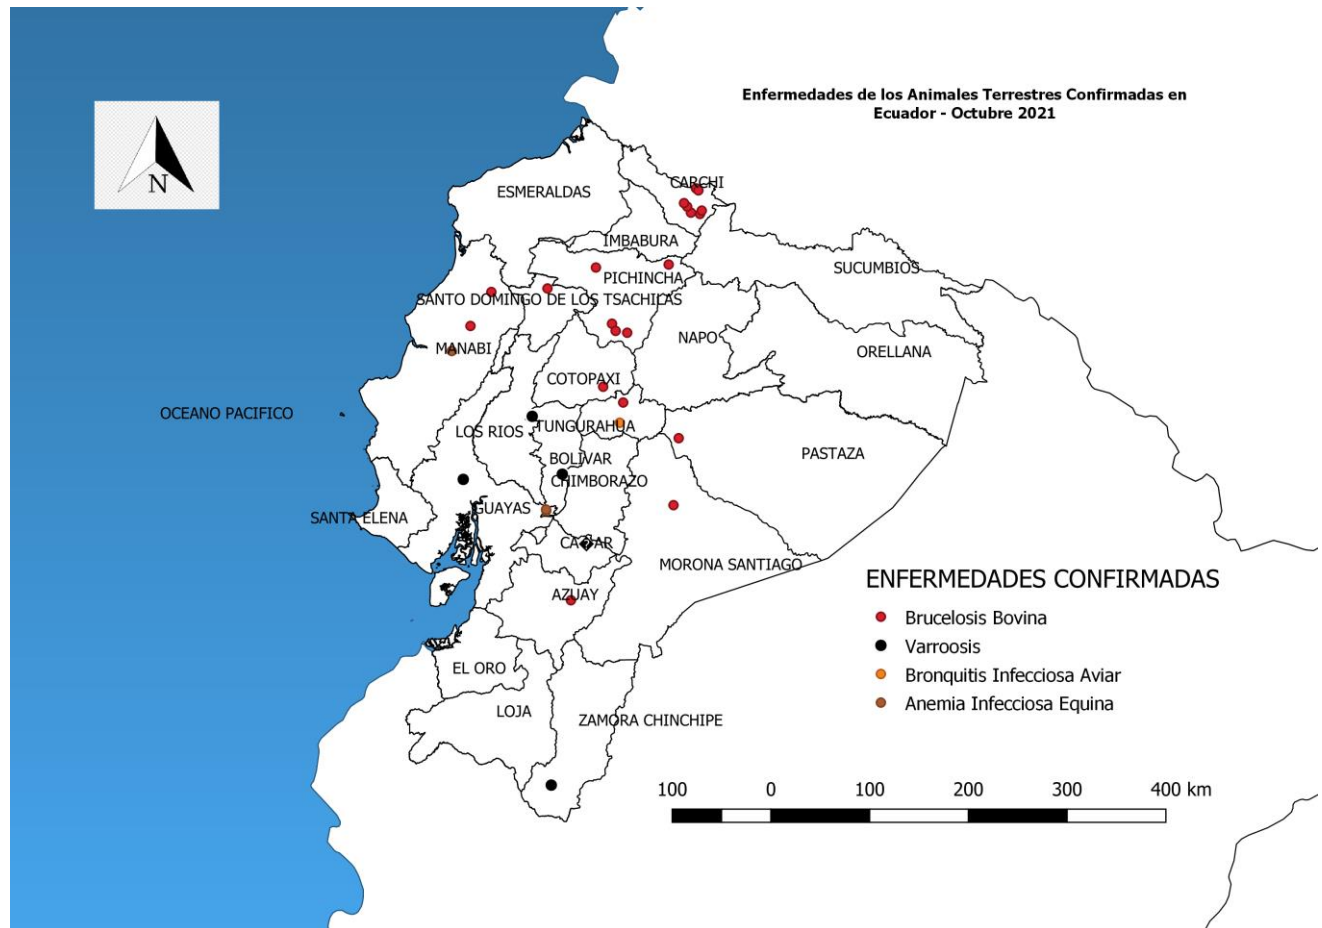 Enfermedades de los Animales Terrestres Confirmadas en
Ecuador - Octubre 2021
N
CARCHI
ESMERALDAS
IMBABURA
SUCUMBIOS
PICHINCHA
SANTO DOMINGO DE LOS TSACHILAS
NAPO
MANABI
ORELLANA
COTOPAXI
OCEANO PACIFICO
TUNGURAHUA
LOS RIOS
PASTAZA
BOLIVAR
CHIMBORAZO
GUAYAS
SANTA ELENA
MORONA SANTIAGO
AZUAY
EL ORO
LOJA
ZAMORA CHINCHIPE
ENFERMEDADES CONFIRMADAS
Brucelosis Bovina
Varroosis
Bronquitis Infecciosa Aviar
Anemia Infecciosa Equina
100 0 100 200 300 400 km